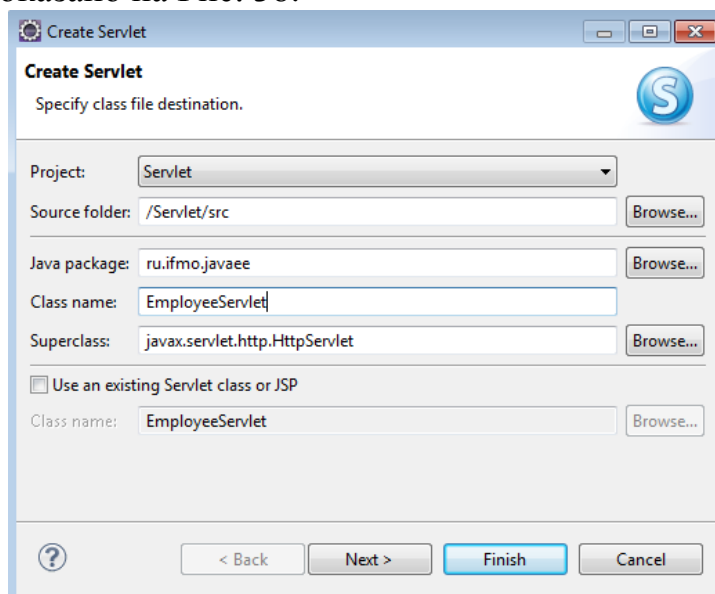 Create Servlet
Create Servlet
Specify class file destination.
S
Project: Servlet
Source folder: /Servlet/src Browse...
Java package: ru.ifmo.javaee Browse...
Class name: EmployeeServlet
Superclass: javax.servlet.http.HttpServlet Browse...
Use an existing Servlet class or JSP
Class name: EmployeeServlet Browse...
? < Back Next > Finish Cancel